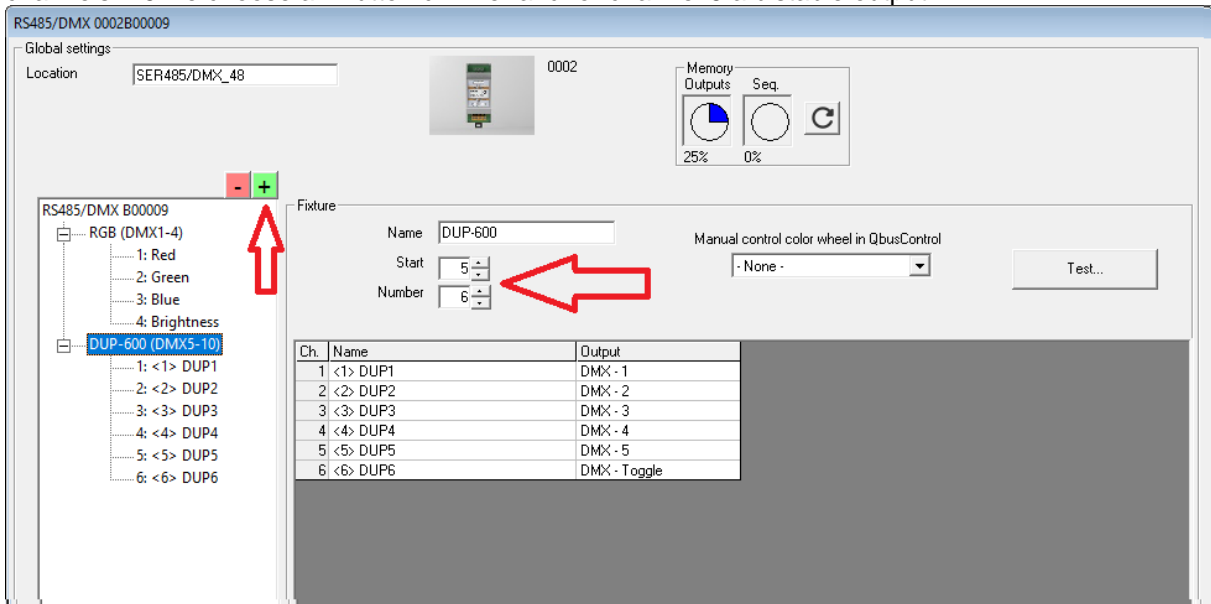 RS485/DMX 0002B00009
Global settings
Location SER485/DMX_48
0002
Memory
Outputs Seq.
25% 0%
- +
RS485/DMX B00009
RGB (DMX1-4)
1: Red
2: Green
3: Blue
4: Brightness
DUP-600 (DMX5-10)
1: <1> DUP1
2: <2> DUP2
3: <3> DUP3
4: <4> DUP4
5: <5> DUP5
6: <6> DUP6
Fixture
Name DUP-600
Start 5
Number 6
Manual control color wheel in QbusControl
- None -
Test...
Ch. Name Output
1 <1> DUP1 DMX - 1
2 <2> DUP2 DMX - 2
3 <3> DUP3 DMX - 3
4 <4> DUP4 DMX - 4
5 <5> DUP5 DMX - 5
6 <6> DUP6 DMX - Toggle